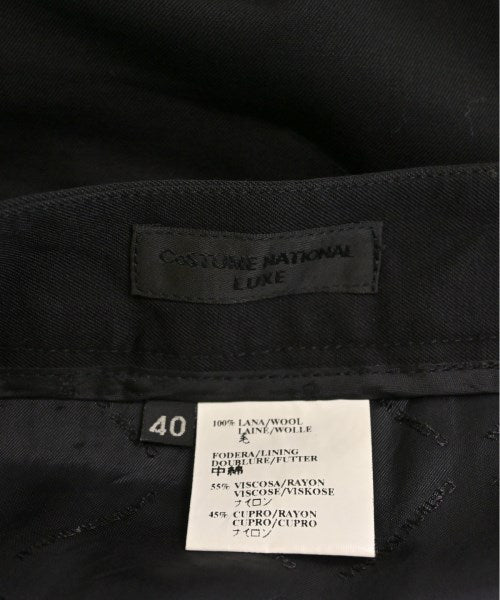 CoSTUME NATIONAL
LUXE
40
100% LANA/WOOL
LAINE/WOLLE
毛
FODERA/LINING
DOUBLURE/FUTTER
中綿
55% VISCOSA/RAYON
VISCOSE/VISKOSE
ナイロン
45% CUPRO/RAYON
CUPRO/CUPRO
ナイロン